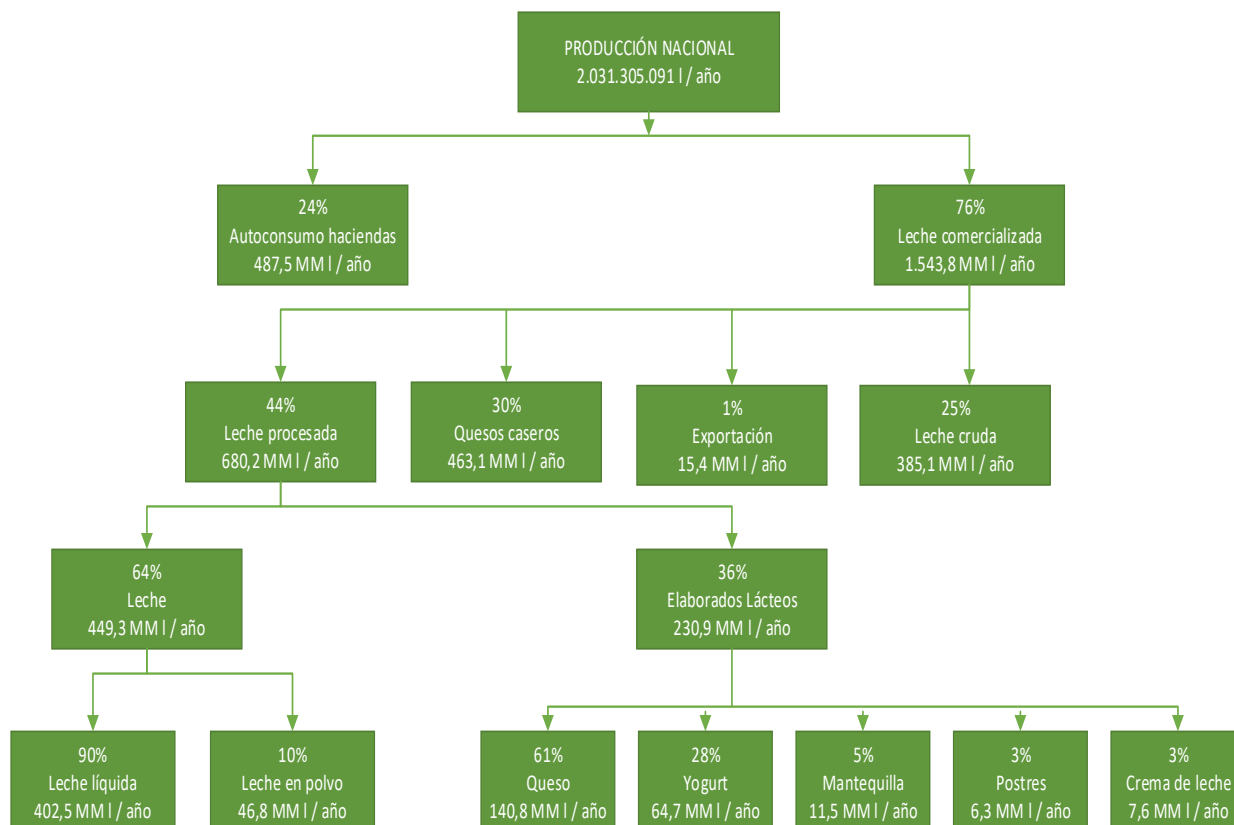 PRODUCCIÓN NACIONAL
2.031.305.091 l / año
24%
Autoconsumo haciendas
487,5 MM l / año
76%
Leche comercializada
1.543,8 MM l / año
44%
Leche procesada
680,2 MM l / año
30%
Quesos caseros
463,1 MM l / año
1%
Exportación
15,4 MM l / año
25%
Leche cruda
385,1 MM l / año
64%
Leche
449,3 MM l / año
36%
Elaborados Lácteos
230,9 MM l / año
90%
Leche líquida
402,5 MM l / año
10%
Leche en polvo
46,8 MM l / año
61%
Queso
140,8 MM l / año
28%
Yogurt
64,7 MM l / año
5%
Mantequilla
11,5 MM l / año
3%
Postres
6,3 MM l / año
3%
Crema de leche
7,6 MM l / año